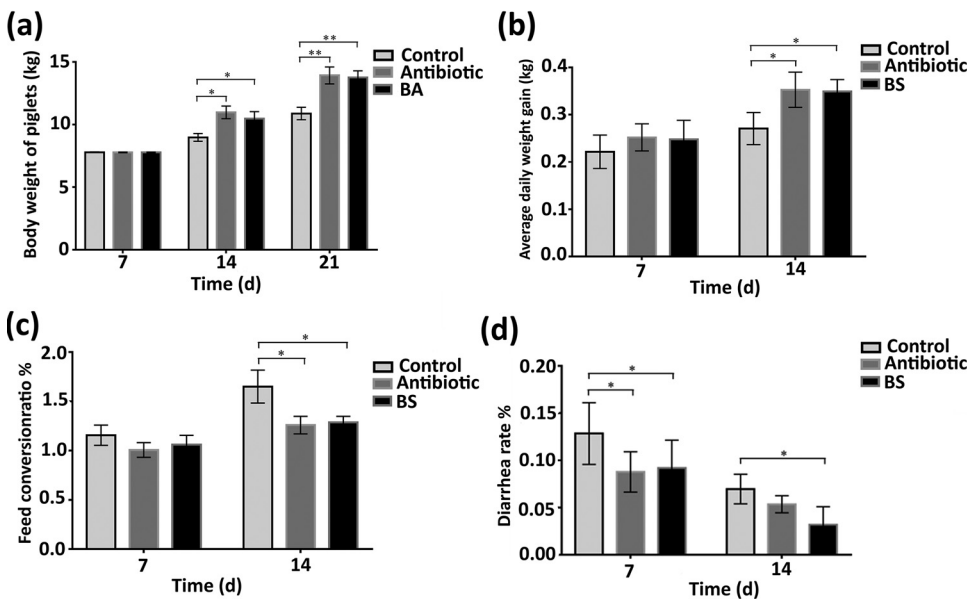 (a)
Body weight of piglets (kg)
15
10
5
0
7
14
21
Time (d)
*
*
**
**
Control
Antibiotic
BA
(b)
Average daily weight gain (kg)
0.4
0.3
0.2
0.1
0.0
7
14
Time (d)
*
*
Control
Antibiotic
BS
(c)
Feed conversionratio %
2.0
1.5
1.0
0.5
0.0
7
14
Time (d)
*
*
Control
Antibiotic
BS
(d)
Diarrhea rate %
0.20
0.15
0.10
0.05
0.00
7
14
Time (d)
*
*
*
Control
Antibiotic
BS